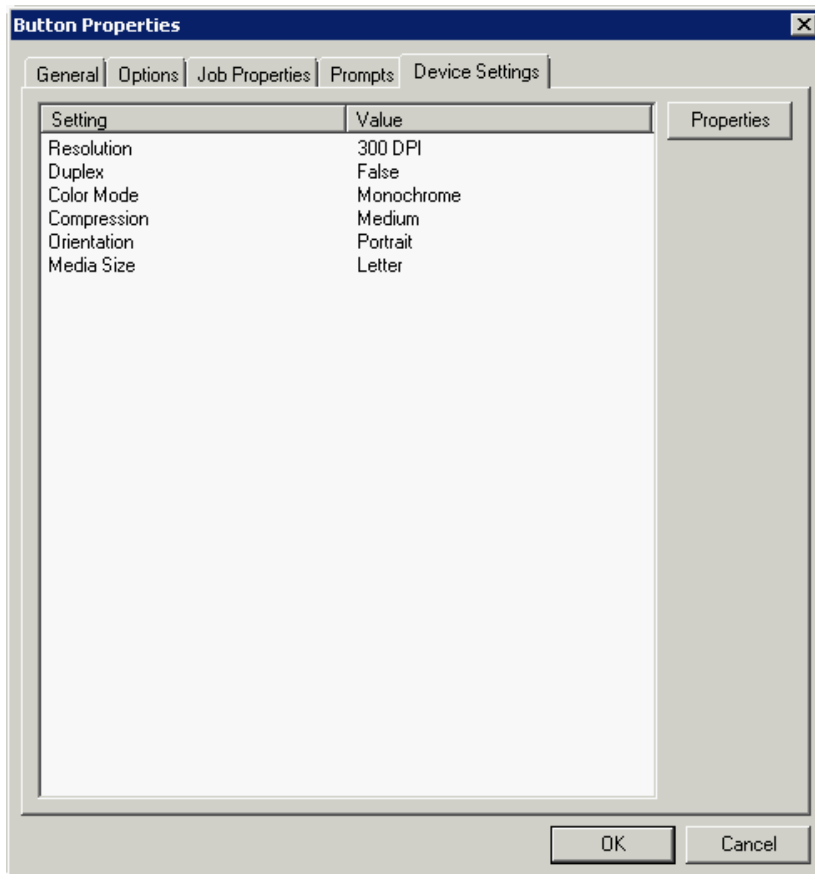 Button Properties
General Options Job Properties Prompts Device Settings
Setting Value Properties
Resolution 300 DPI
Duplex False
Color Mode Monochrome
Compression Medium
Orientation Portrait
Media Size Letter
OK Cancel